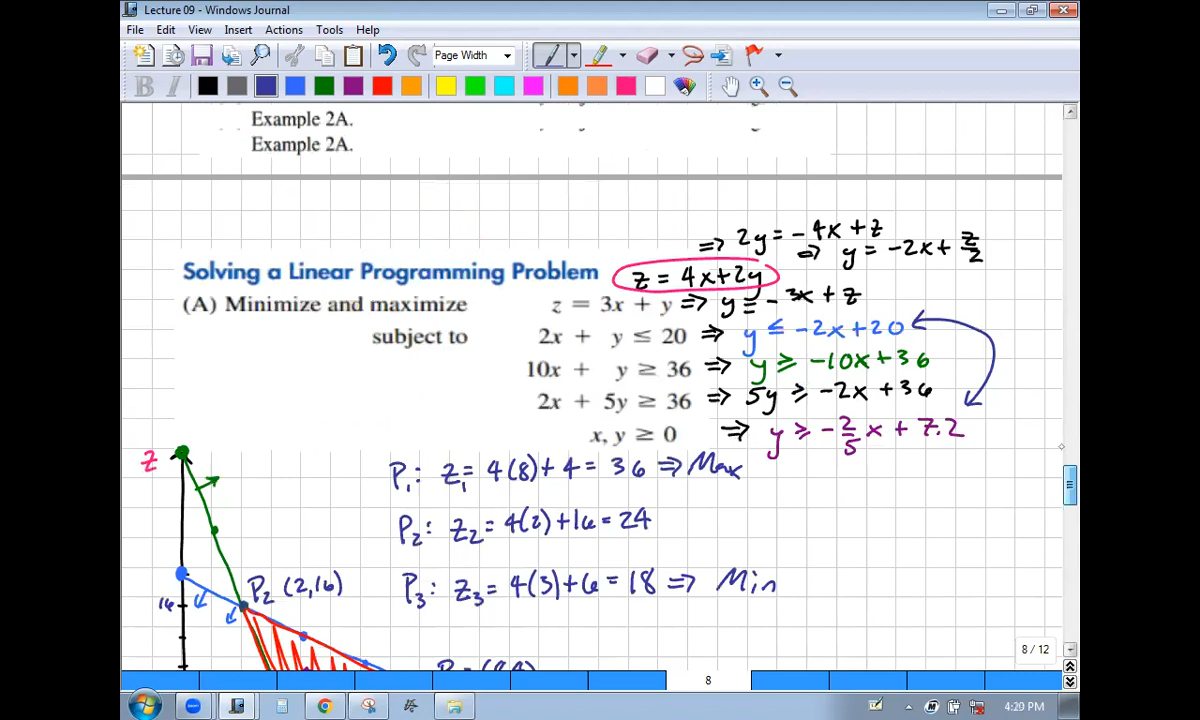 Lecture 09 - Windows Journal
File Edit View Insert Actions Tools Help
Page Width
B I
Example 2A.
Example 2A.
⇒ 2y = -4x + z
⇒ y = -2x + z/2
Solving a Linear Programming Problem z = 4x+2y
(A) Minimize and maximize z = 3x + y ⇒ y = -3x + z
subject to 2x + y ≤ 20 ⇒ y ≤ -2x + 20
10x + y ≥ 36 ⇒ y ≥ -10x + 36
2x + 5y ≥ 36 ⇒ 5y ≥ -2x + 36
x, y ≥ 0 ⇒ y ≥ -2/5 x + 7.2
z
P₁: z₁ = 4(8) + 4 = 36 ⇒ Max
P₂: z₂ = 4(2) + 16 = 24
P₂ (2,16) P₃: z₃ = 4(3) + 6 = 18 ⇒ Min
16
8 / 12
8
4:29 PM